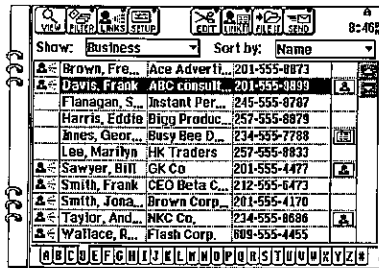 VIEW FILTER LINKS SETUP EDIT LINK IT FILE IT SEND 8:46
Show: Business Sort by: Name
Brown, Fre... Ace Adverti... 201-555-8873
Davis, Frank ABC consult... 201-555-9899
Flanagan, S... Instant Per... 245-555-8787
Harris, Eddie Bigg Produc... 257-555-8879
Innes, Geor... Busy Bee D... 234-555-7788
Lee, Marilyn HK Traders 257-555-8833
Sawyer, Bill GK Co 201-555-4477
Smith, Frank CEO Beta C... 212-555-6473
Smith, Jona... Brown Corp... 201-555-4170
Taylor, And... NKC Co, 234-555-8686
Wallace, R... Flash Corp. 609-555-4455
A B C D E F G H I J K L M N O P Q R S T U V W X Y Z #